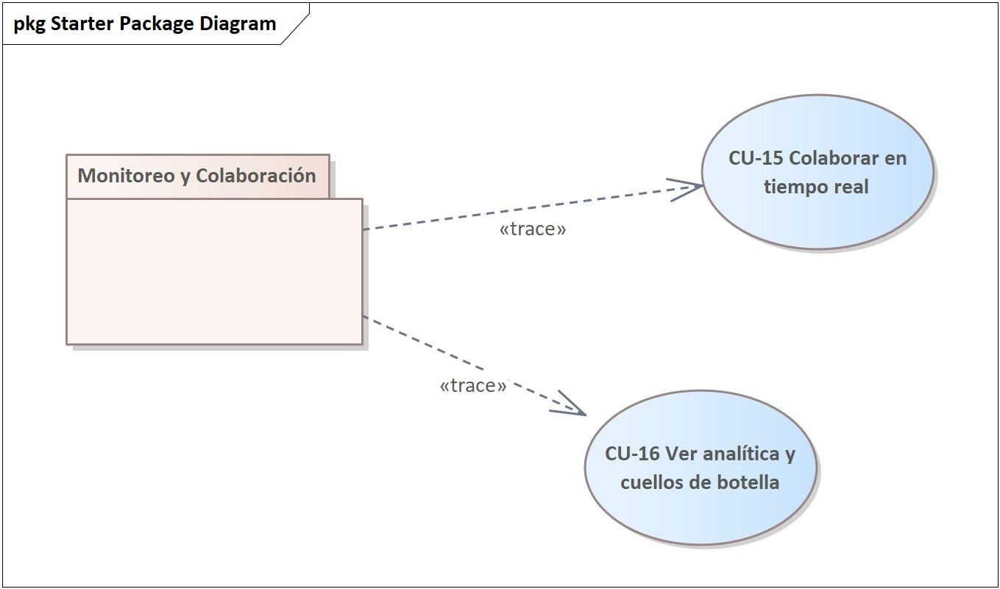 pkg Starter Package Diagram
CU-15 Colaborar en
tiempo real
Monitoreo y Colaboración
«trace»
«trace»
CU-16 Ver analítica y
cuellos de botella